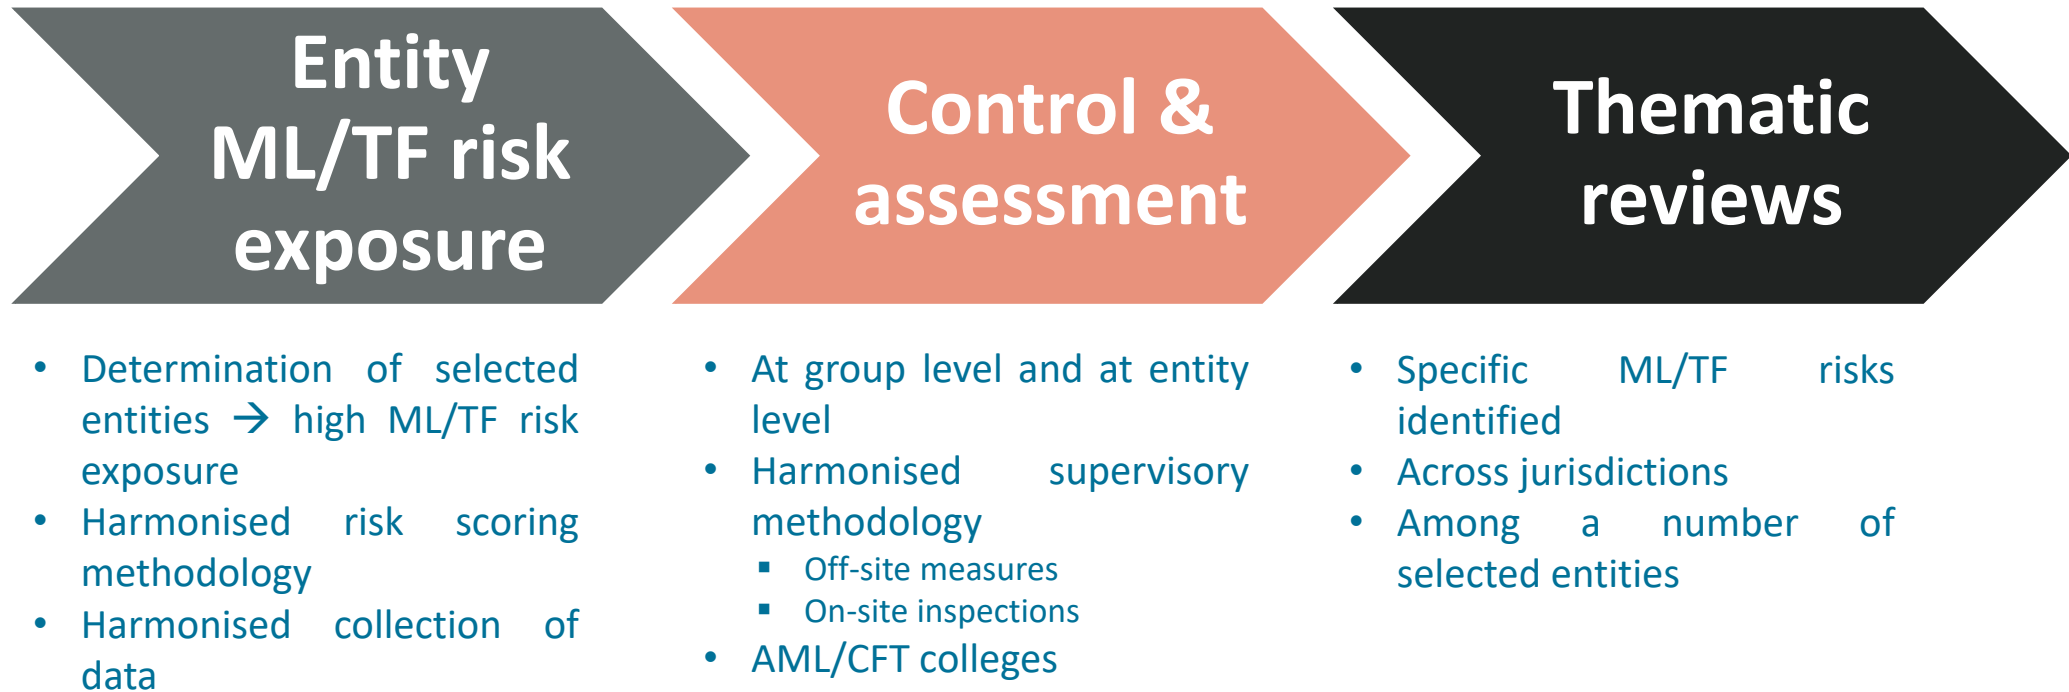 Entity
ML/TF risk
exposure
• Determination of selected
entities → high ML/TF risk
exposure
• Harmonised risk scoring
methodology
• Harmonised collection of
data
Control &
assessment
• At group level and at entity
level
• Harmonised supervisory
methodology
▪ Off-site measures
▪ On-site inspections
• AML/CFT colleges
Thematic
reviews
• Specific ML/TF risks
identified
• Across jurisdictions
• Among a number of
selected entities